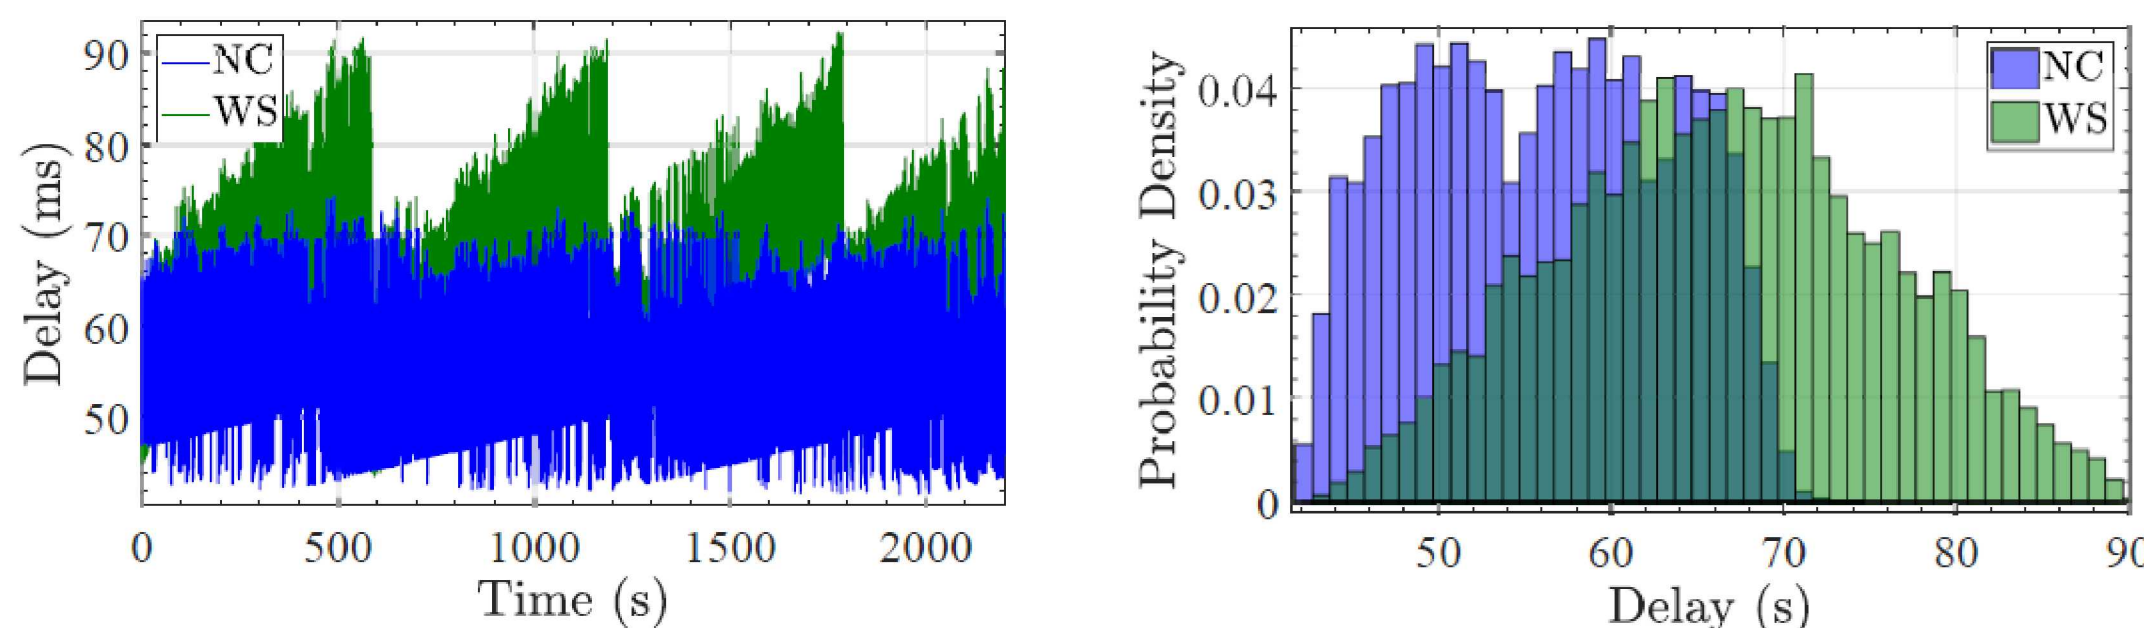 NC
WS
90
80
70
60
50
Delay (ms)
0 500 1000 1500 2000
Time (s)
NC
WS
0.04
0.03
0.02
0.01
0
Probability Density
50 60 70 80 90
Delay (s)